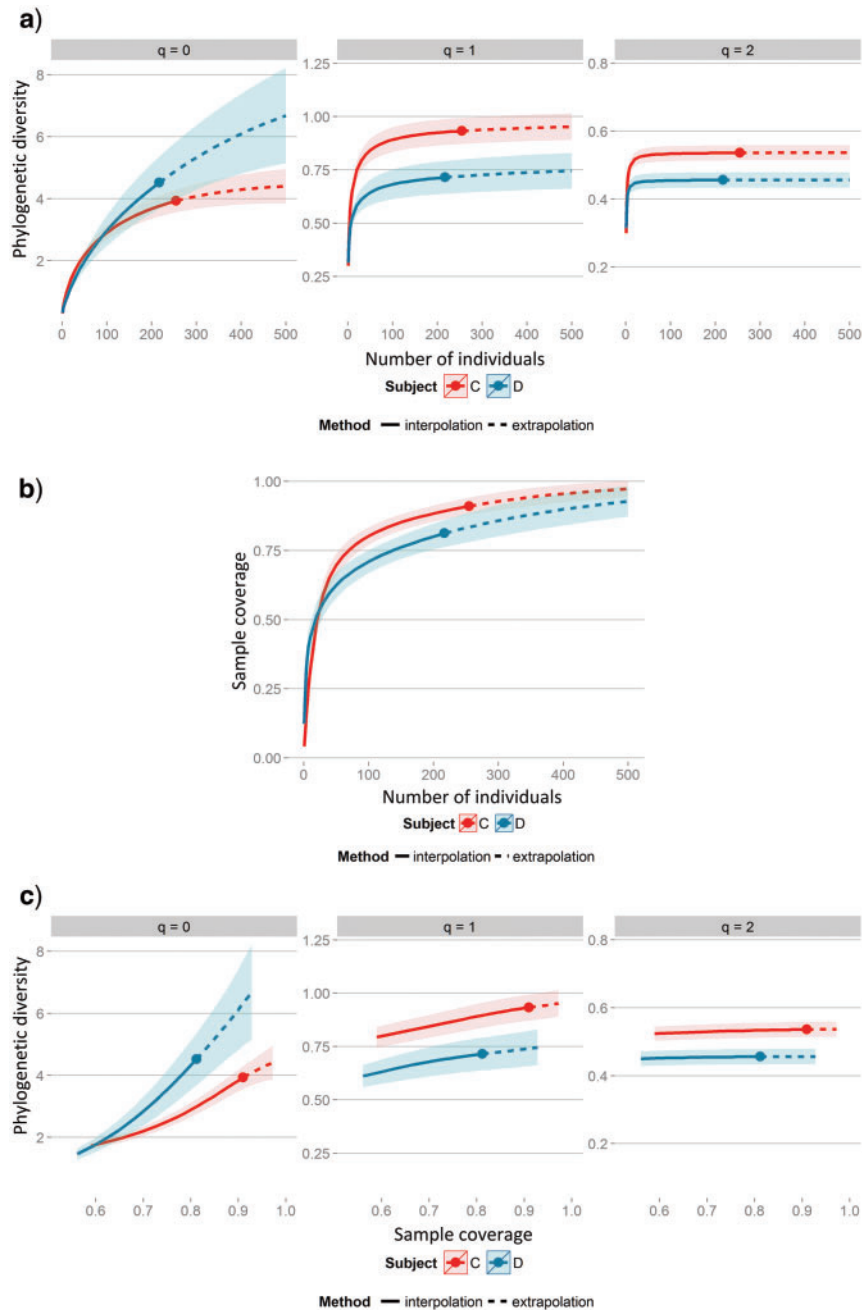 a)
q = 0
q = 1
q = 2
Phylogenetic diversity
8
6
4
2
1.25
1.00
0.75
0.50
0.25
0.8
0.6
0.4
0.2
0 100 200 300 400 500
0 100 200 300 400 500
0 100 200 300 400 500
Number of individuals
Subject C D
Method interpolation extrapolation
b)
Sample coverage
1.00
0.75
0.50
0.25
0.00
0 100 200 300 400 500
Number of individuals
Subject C D
Method interpolation extrapolation
c)
q = 0
q = 1
q = 2
Phylogenetic diversity
8
6
4
2
1.25
1.00
0.75
0.50
0.25
0.8
0.6
0.4
0.2
0.6 0.7 0.8 0.9 1.0
0.6 0.7 0.8 0.9 1.0
0.6 0.7 0.8 0.9 1.0
Sample coverage
Subject C D
Method interpolation extrapolation